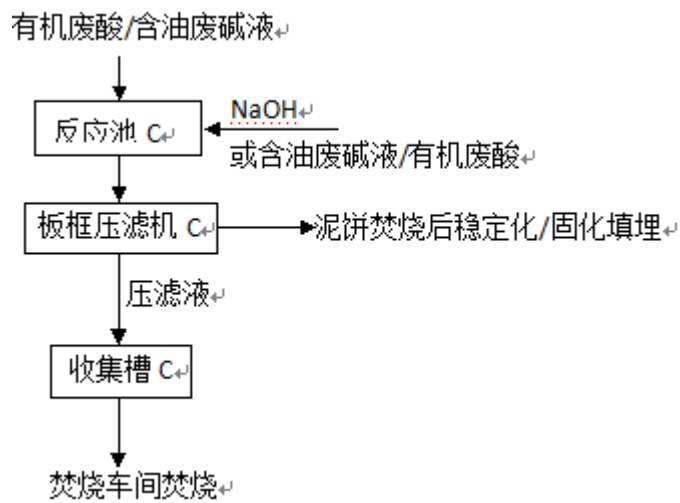 有机废酸/含油废碱液
NaOH
反应池 C
或含油废碱液/有机废酸
板框压滤机 C
泥饼焚烧后稳定化/固化填埋
压滤液
收集槽 C
焚烧车间焚烧